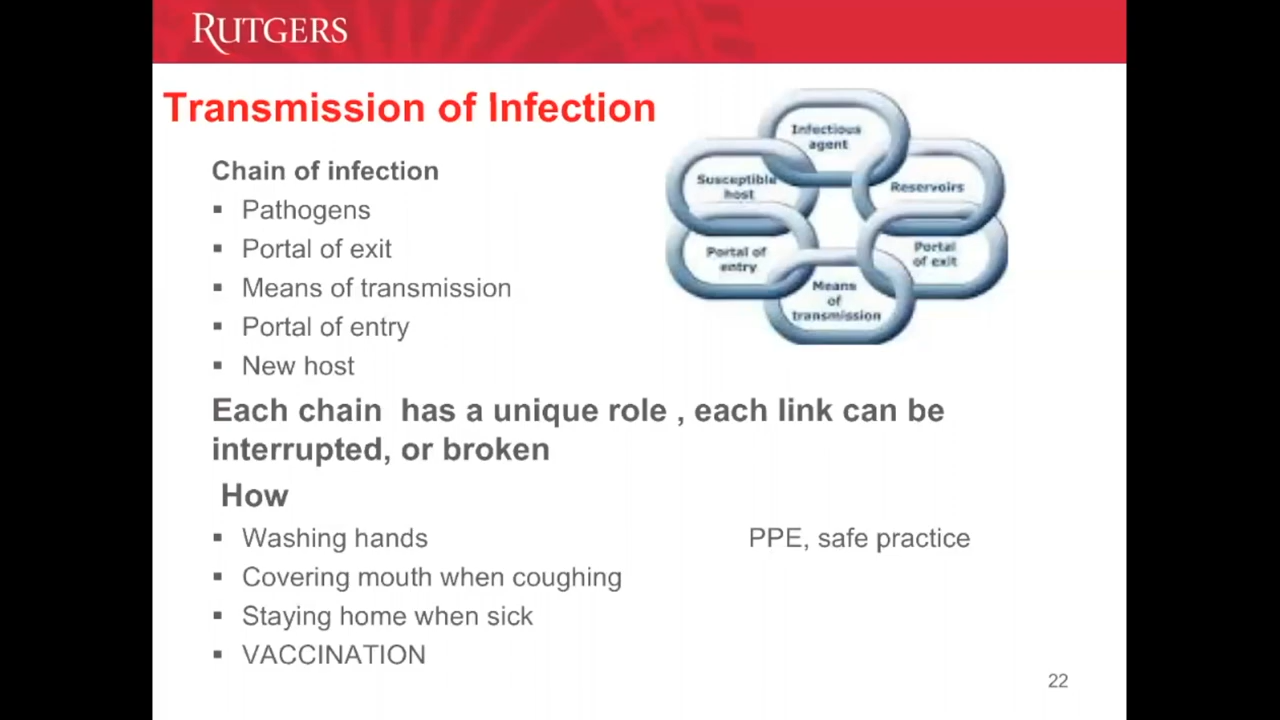 RUTGERS
Transmission of Infection
Chain of infection
▪ Pathogens
▪ Portal of exit
▪ Means of transmission
▪ Portal of entry
▪ New host
Each chain has a unique role , each link can be
interrupted, or broken
How
▪ Washing hands
PPE, safe practice
▪ Covering mouth when coughing
▪ Staying home when sick
▪ VACCINATION
Infectious
agent
Reservoirs
Portal
of exit
Means
of
transmission
Portal of
entry
Susceptible
host
22